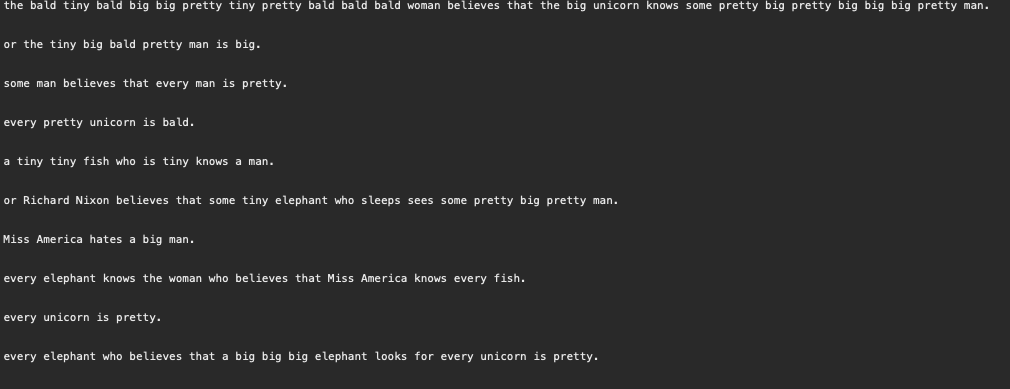 the bald tiny bald big big pretty tiny pretty bald bald bald woman believes that the big unicorn knows some pretty big pretty big big big pretty man.
or the tiny big bald pretty man is big.
some man believes that every man is pretty.
every pretty unicorn is bald.
a tiny tiny fish who is tiny knows a man.
or Richard Nixon believes that some tiny elephant who sleeps sees some pretty big pretty man.
Miss America hates a big man.
every elephant knows the woman who believes that Miss America knows every fish.
every unicorn is pretty.
every elephant who believes that a big big big elephant looks for every unicorn is pretty.